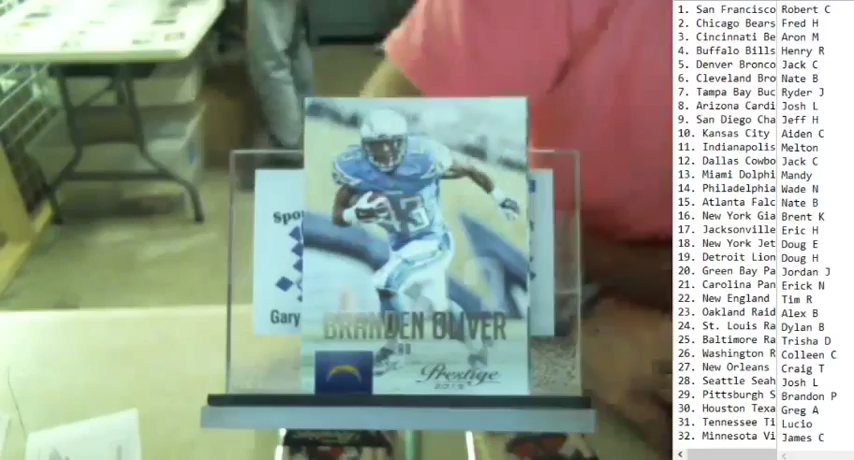 1. San Francisco Robert C
2. Chicago Bears Fred H
3. Cincinnati Be Aron M
4. Buffalo Bills Henry R
5. Denver Bronco Jack C
6. Cleveland Bro Nate B
7. Tampa Bay Buc Ryder J
8. Arizona Cardi Josh L
9. San Diego Cha Jeff H
10. Kansas City Aiden C
11. Indianapolis Melton
12. Dallas Cowbo Jack C
13. Miami Dolphi Mandy
14. Philadelphia Wade N
15. Atlanta Falc Nate B
16. New York Gia Brent K
17. Jacksonville Eric H
18. New York Jet Doug E
19. Detroit Lion Doug H
20. Green Bay Pa Jordan J
21. Carolina Pan Erick N
22. New England Tim R
23. Oakland Raid Alex B
24. St. Louis Ra Dylan B
25. Baltimore Ra Trisha D
26. Washington R Colleen C
27. New Orleans Craig T
28. Seattle Seah Josh L
29. Pittsburgh S Brandon P
30. Houston Texa Greg A
31. Tennessee Ti Lucio
32. Minnesota Vi James C
Spo
Gary
43
BRANDEN OLIVER
RB
Prestige
2015